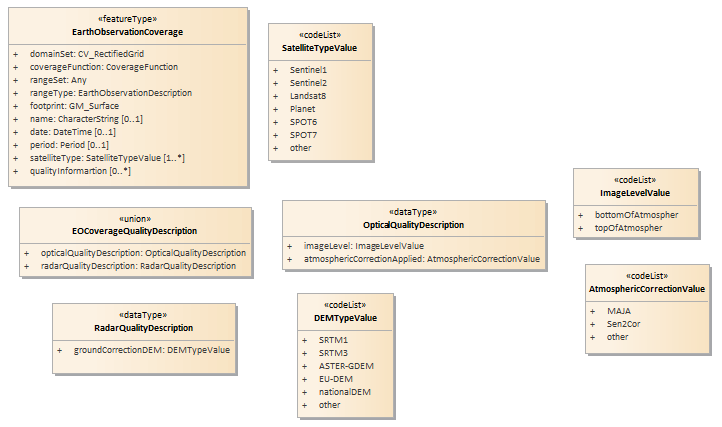 «featureType»
EarthObservationCoverage
+ domainSet: CV_RectifiedGrid
+ coverageFunction: CoverageFunction
+ rangeSet: Any
+ rangeType: EarthObservationDescription
+ footprint: GM_Surface
+ name: CharacterString [0..1]
+ date: DateTime [0..1]
+ period: Period [0..1]
+ satelliteType: SatelliteTypeValue [1..*]
+ qualityInformartion [0..*]
«codeList»
SatelliteTypeValue
+ Sentinel1
+ Sentinel2
+ Landsat8
+ Planet
+ SPOT6
+ SPOT7
+ other
«codeList»
ImageLevelValue
+ bottomOfAtmospher
+ topOfAtmospher
«union»
EOCoverageQualityDescription
+ opticalQualityDescription: OpticalQualityDescription
+ radarQualityDescription: RadarQualityDescription
«dataType»
OpticalQualityDescription
+ imageLevel: ImageLevelValue
+ atmosphericCorrectionApplied: AtmosphericCorrectionValue
«codeList»
AtmosphericCorrectionValue
+ MAJA
+ Sen2Cor
+ other
«dataType»
RadarQualityDescription
+ groundCorrectionDEM: DEMTypeValue
«codeList»
DEMTypeValue
+ SRTM1
+ SRTM3
+ ASTER-GDEM
+ EU-DEM
+ nationalDEM
+ other